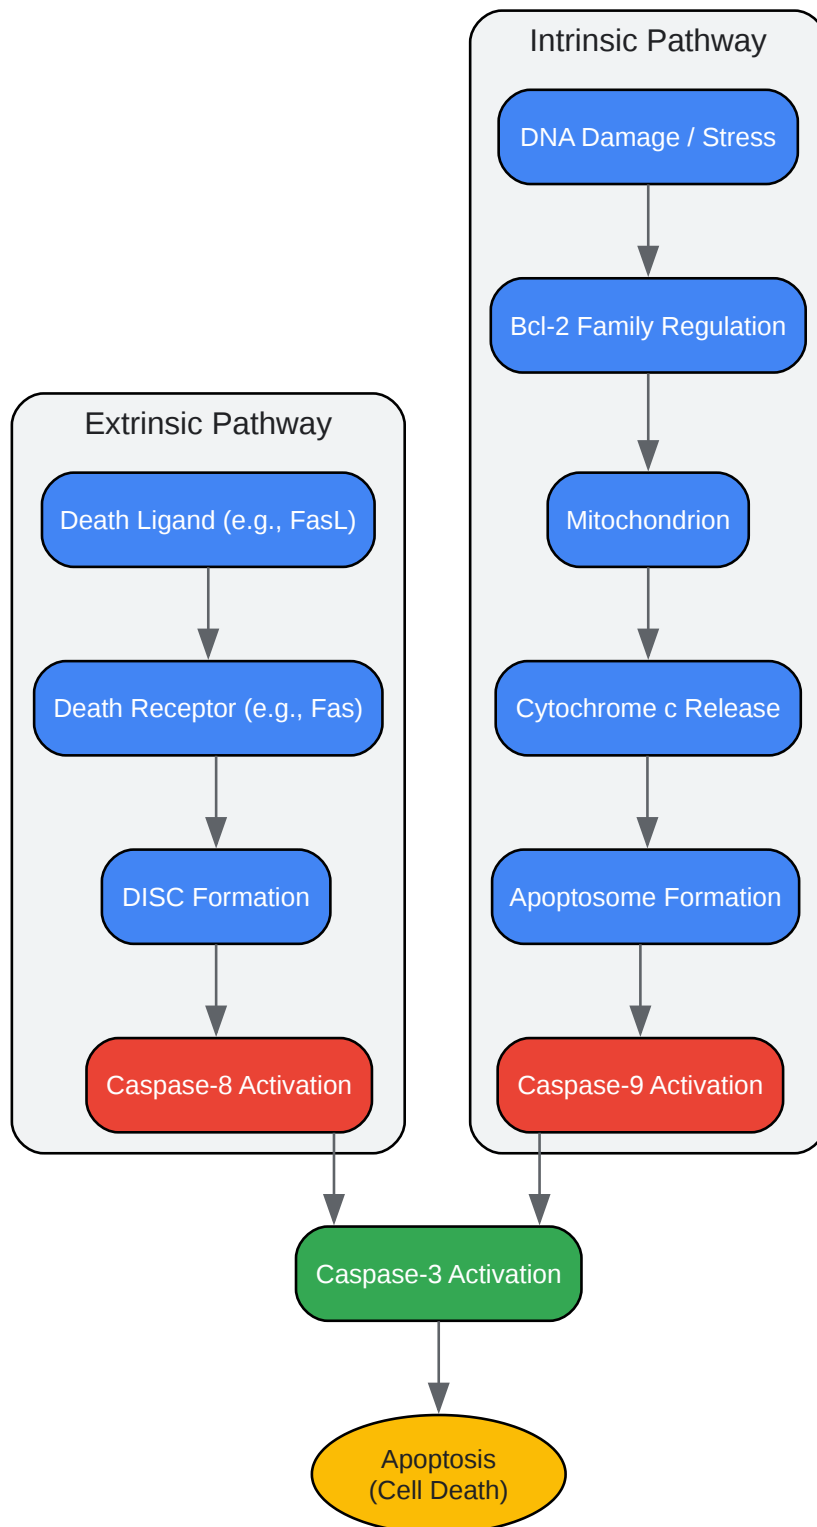 Intrinsic Pathway
DNA Damage / Stress
Bcl-2 Family Regulation
Extrinsic Pathway
Death Ligand (e.g., FasL)
Mitochondrion
Death Receptor (e.g., Fas)
Cytochrome c Release
DISC Formation
Apoptosome Formation
Caspase-8 Activation
Caspase-9 Activation
Caspase-3 Activation
Apoptosis
(Cell Death)